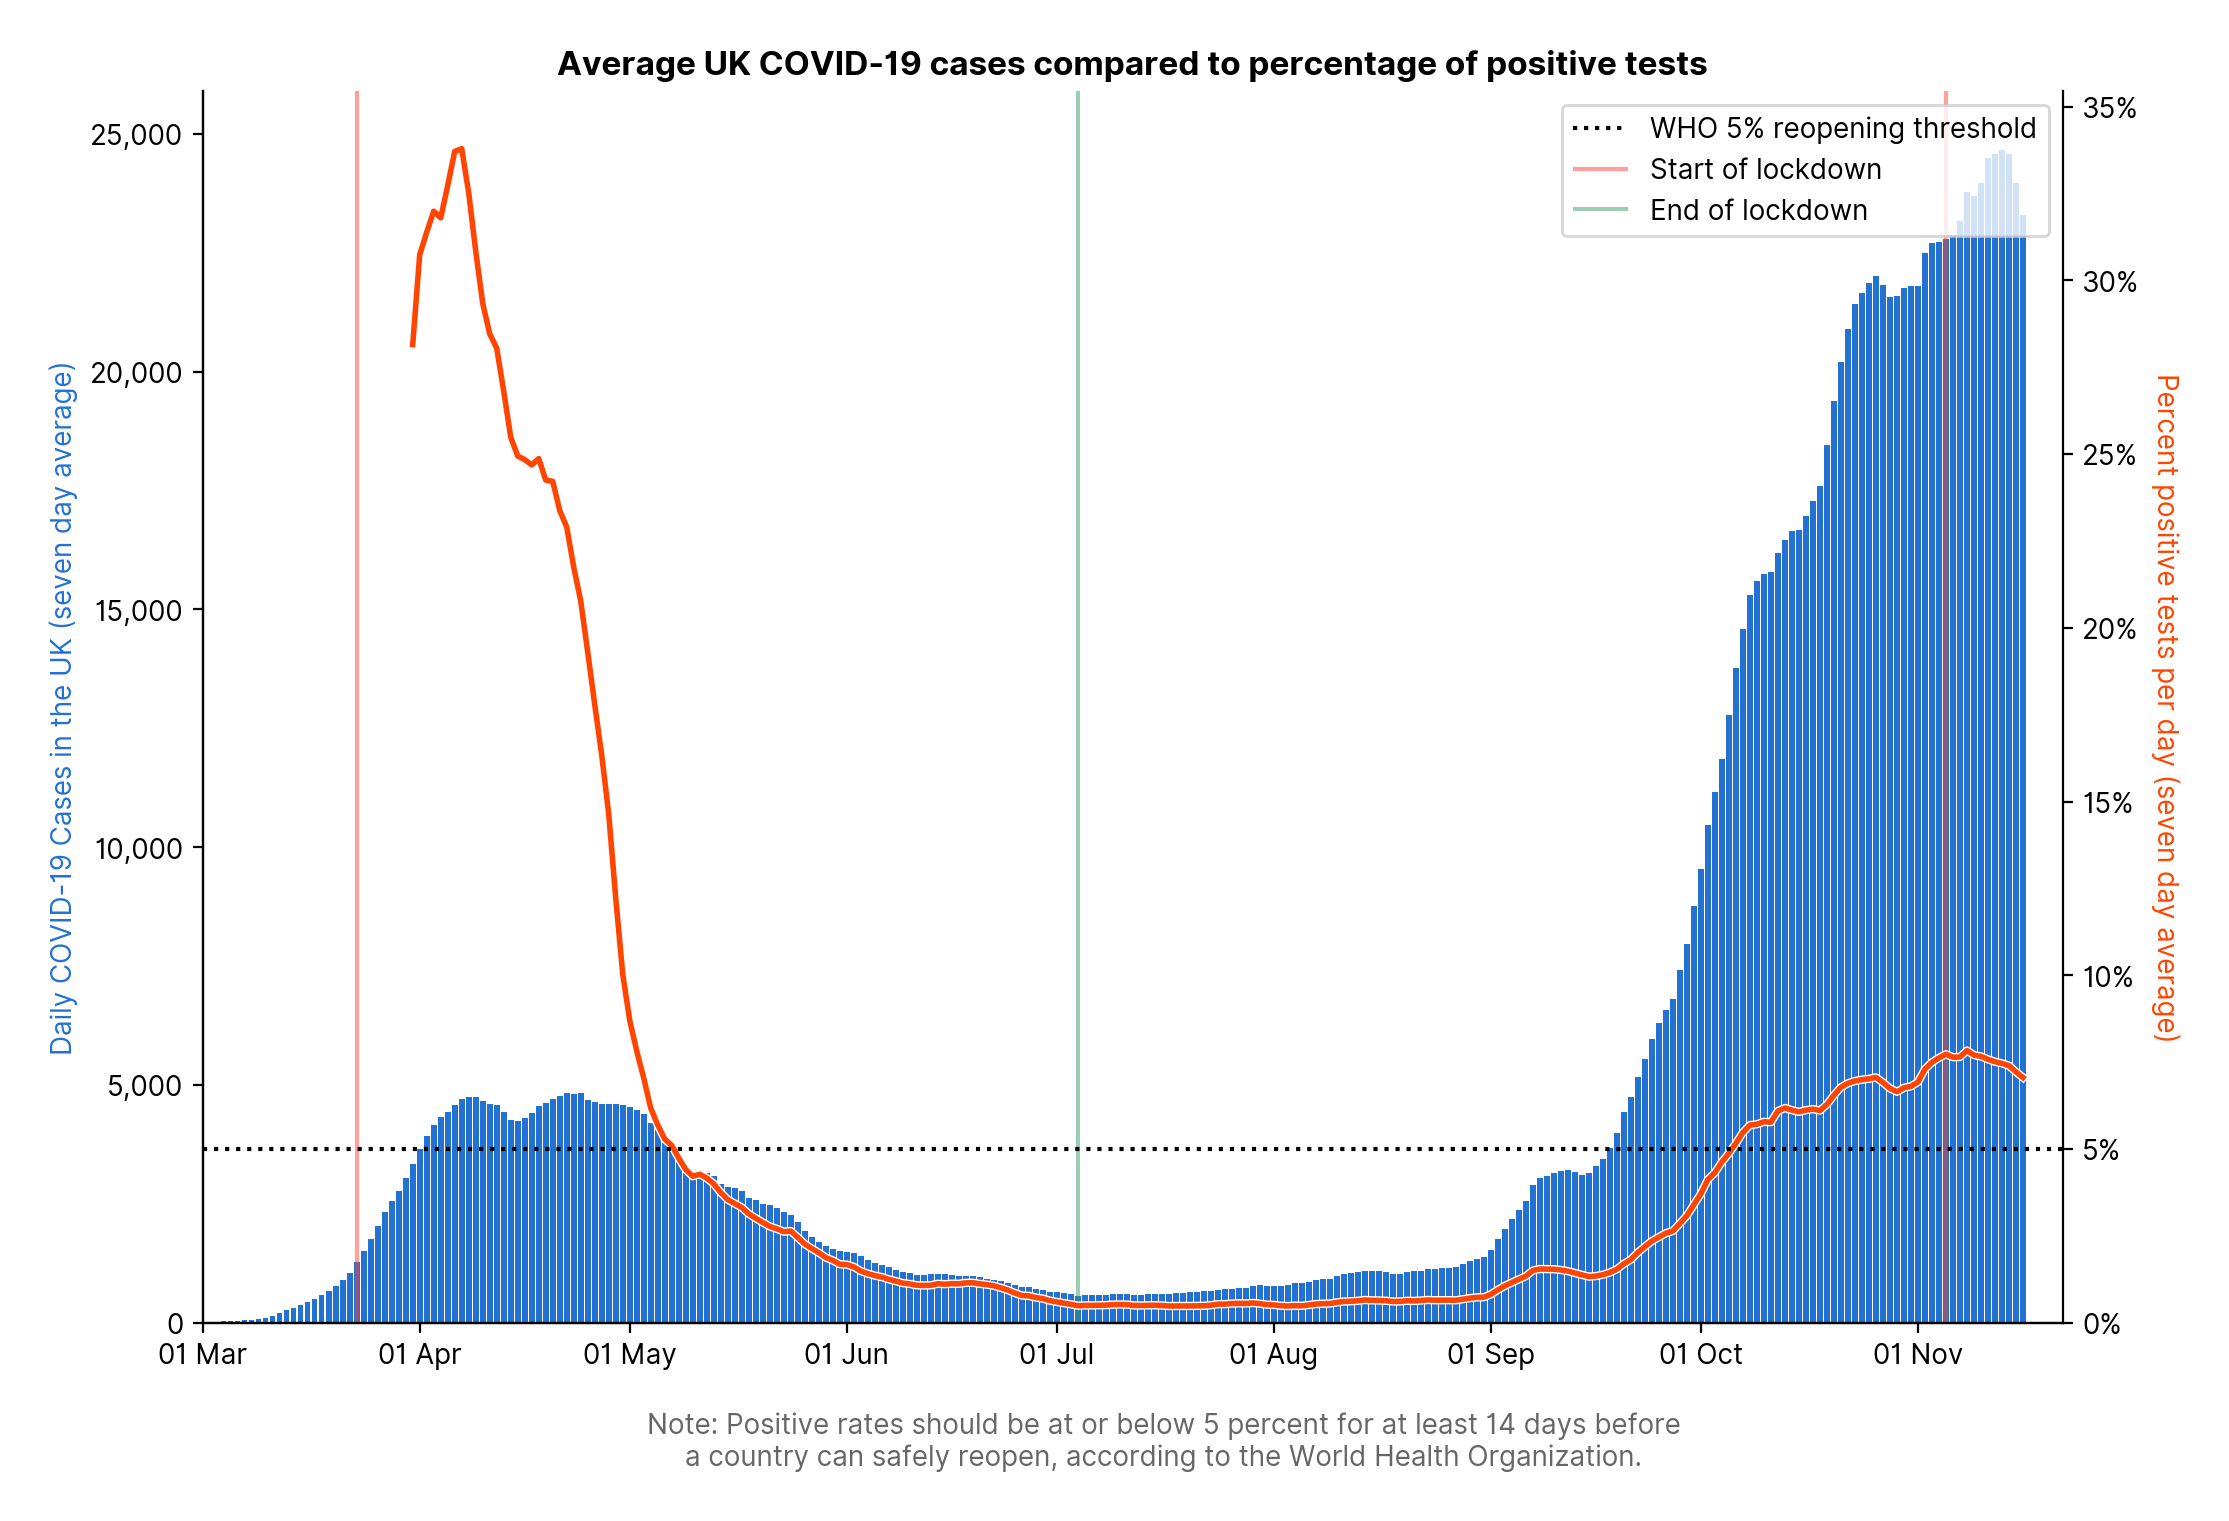 Average UK COVID-19 cases compared to percentage of positive tests
WHO 5% reopening threshold
Start of lockdown
End of lockdown
Daily COVID-19 Cases in the UK (seven day average)
25,000
20,000
15,000
10,000
5,000
0
35%
30%
25%
20%
15%
10%
5%
0%
Percent positive tests per day (seven day average)
01 Mar
01 Apr
01 May
01 Jun
01 Jul
01 Aug
01 Sep
01 Oct
01 Nov
Note: Positive rates should be at or below 5 percent for at least 14 days before
a country can safely reopen, according to the World Health Organization.